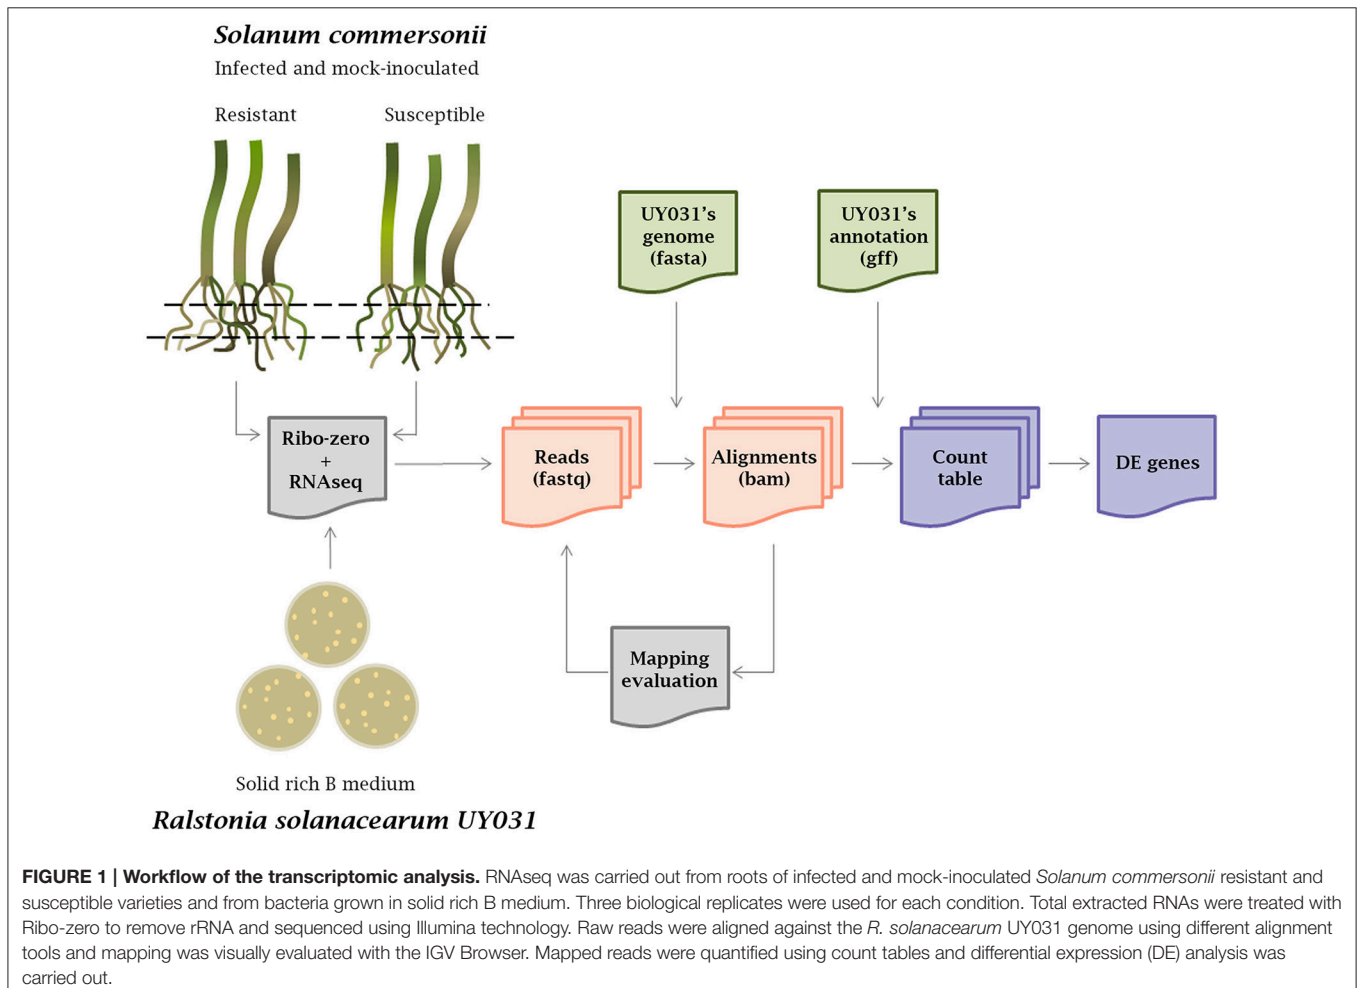 Solanum commersonii
Infected and mock-inoculated
Resistant
Susceptible
UY031's
genome
(fasta)
UY031's
annotation
(gff)
Ribo-zero
+
RNAseq
Reads
(fastq)
Alignments
(bam)
Count
table
DE genes
Mapping
evaluation
Solid rich B medium
Ralstonia solanacearum UY031
FIGURE 1 | Workflow of the transcriptomic analysis. RNAseq was carried out from roots of infected and mock-inoculated Solanum commersonii resistant and
susceptible varieties and from bacteria grown in solid rich B medium. Three biological replicates were used for each condition. Total extracted RNAs were treated with
Ribo-zero to remove rRNA and sequenced using Illumina technology. Raw reads were aligned against the R. solanacearum UY031 genome using different alignment
tools and mapping was visually evaluated with the IGV Browser. Mapped reads were quantified using count tables and differential expression (DE) analysis was
carried out.